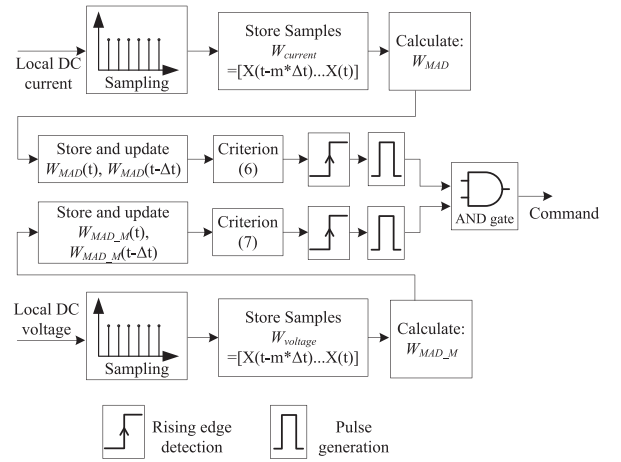 Local DC
current
Sampling
Store Samples
W_current
=[X(t-m*Δt)...X(t)]
Calculate:
W_MAD
Store and update
W_MAD(t), W_MAD(t-Δt)
Criterion
(6)
AND gate
Command
Store and update
W_MAD_M(t),
W_MAD_M(t-Δt)
Criterion
(7)
Local DC
voltage
Sampling
Store Samples
W_voltage
=[X(t-m*Δt)...X(t)]
Calculate:
W_MAD_M
Rising edge
detection
Pulse
generation